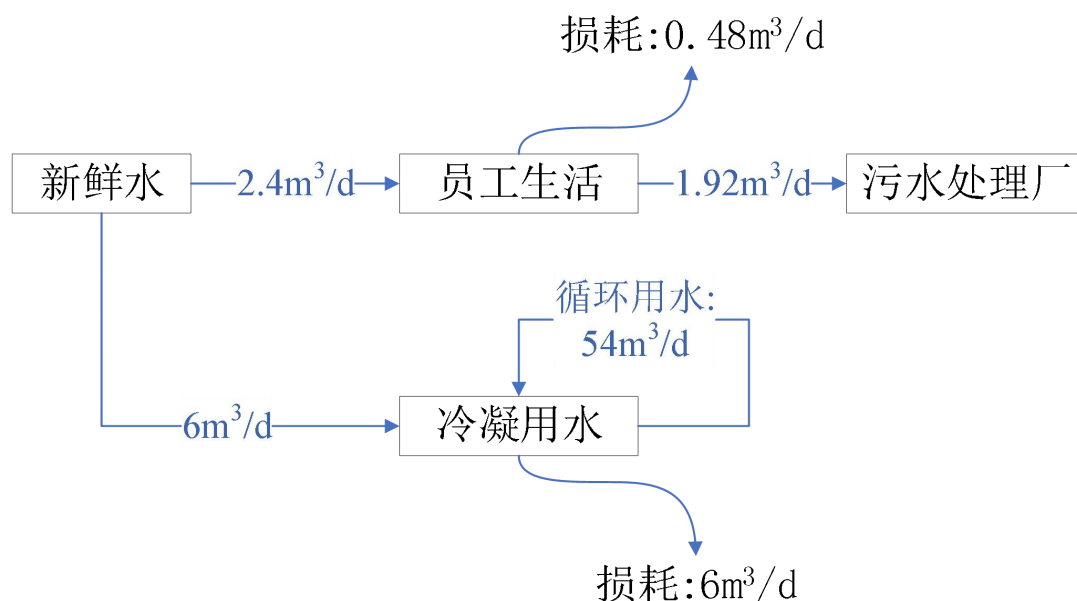 损耗:0.48m³/d
新鲜水
2.4m³/d
员工生活
1.92m³/d
污水处理厂
循环用水:
54m³/d
6m³/d
冷凝用水
损耗:6m³/d